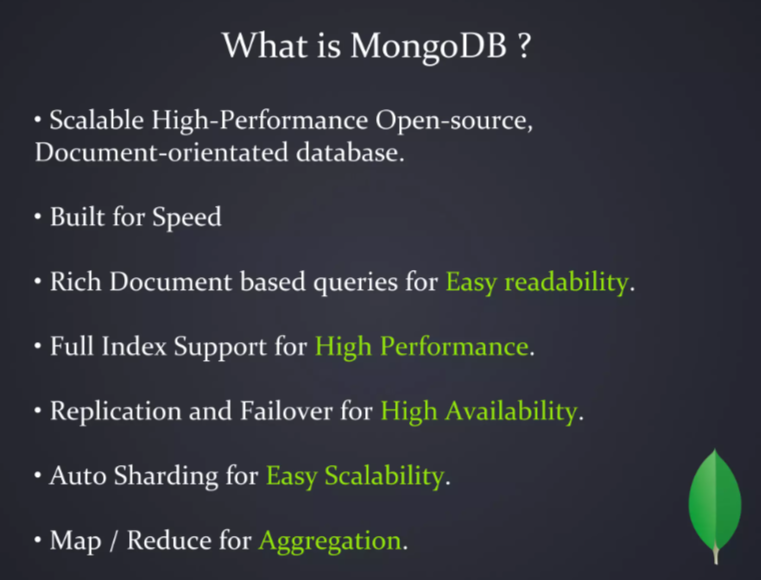 What is MongoDB ?
• Scalable High-Performance Open-source,
Document-orientated database.
• Built for Speed
• Rich Document based queries for Easy readability.
• Full Index Support for High Performance.
• Replication and Failover for High Availability.
• Auto Sharding for Easy Scalability.
• Map / Reduce for Aggregation.